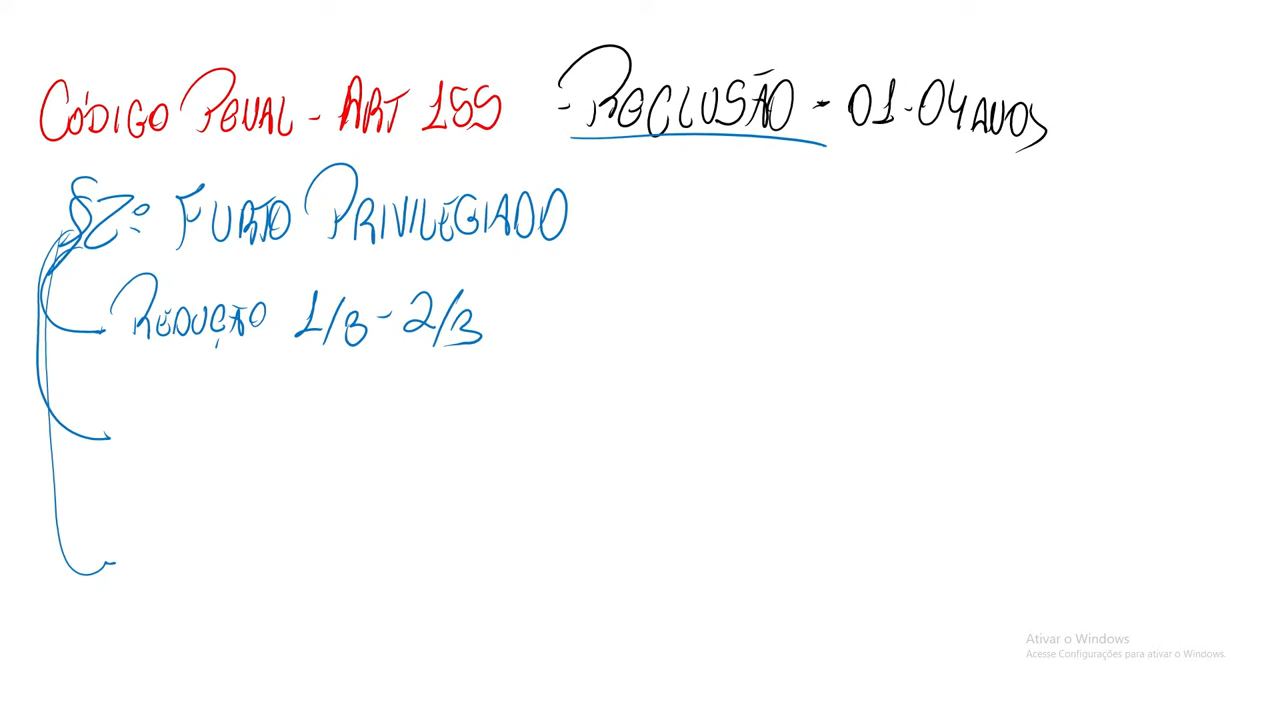 CÓDIGO PENAL - ART 155 - RECLUSÃO - 01-04 ANOS
§2º FURTO PRIVILEGIADO
REDUÇÃO 1/3 - 2/3
Ativar o Windows
Acesse Configurações para ativar o Windows.